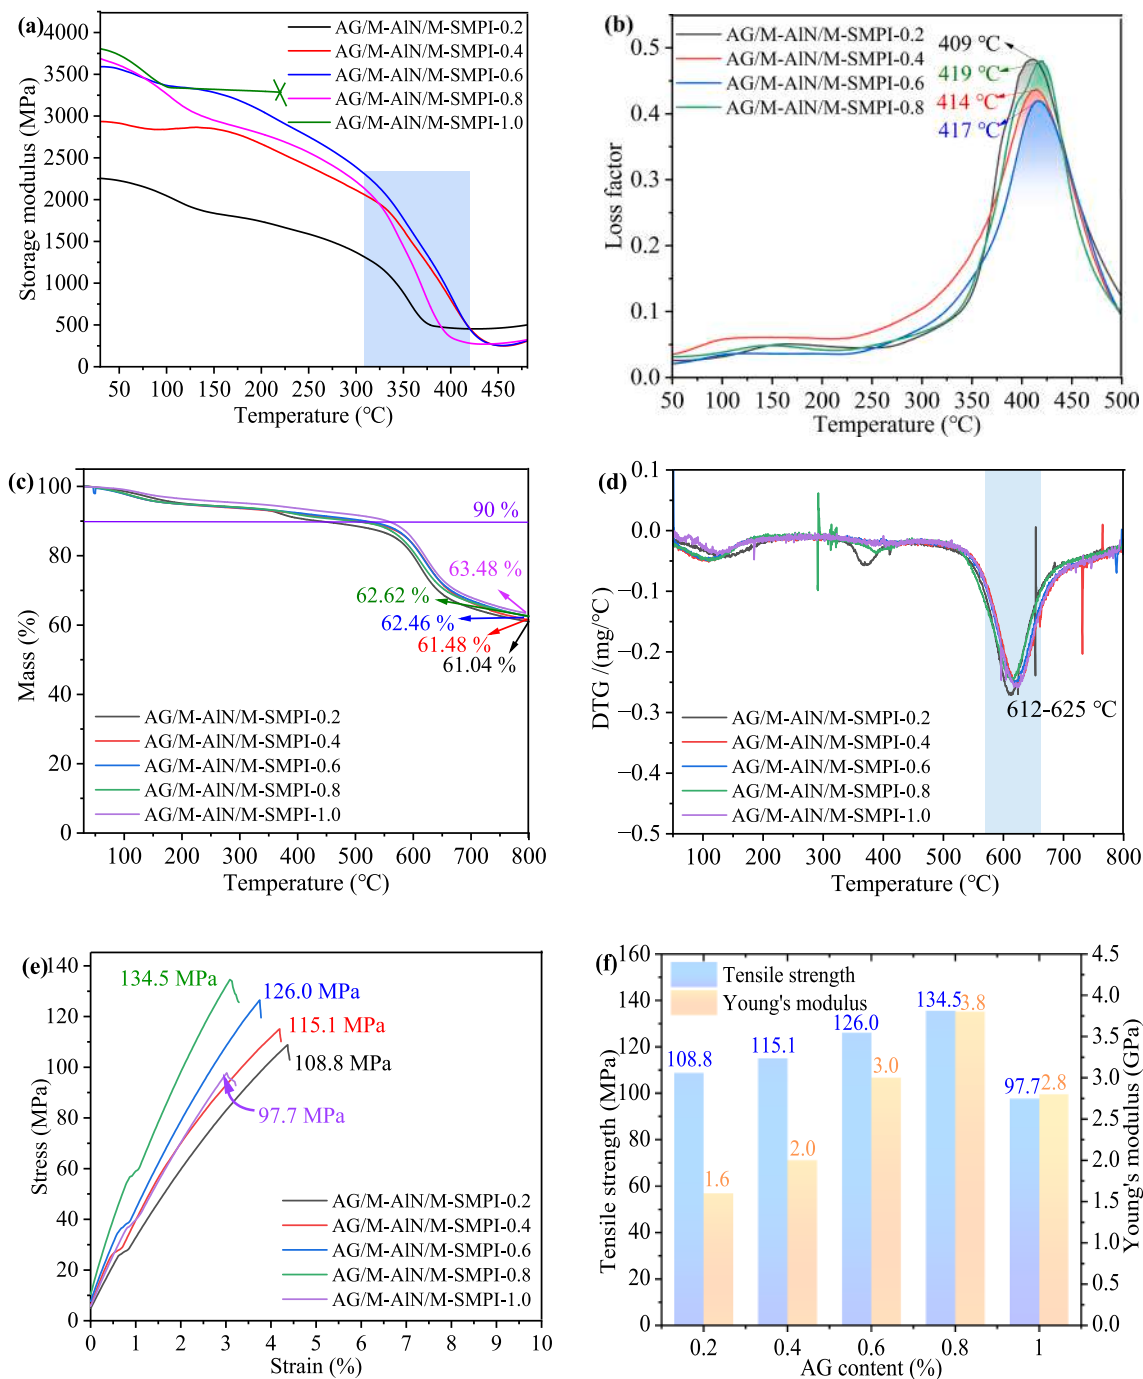 (a)
AG/M-AlN/M-SMPI-0.2
AG/M-AlN/M-SMPI-0.4
AG/M-AlN/M-SMPI-0.6
AG/M-AlN/M-SMPI-0.8
AG/M-AlN/M-SMPI-1.0
4000
3500
3000
2500
2000
1500
1000
500
0
Storage modulus (MPa)
50 100 150 200 250 300 350 400 450
Temperature (℃)
(b)
AG/M-AlN/M-SMPI-0.2
AG/M-AlN/M-SMPI-0.4
AG/M-AlN/M-SMPI-0.6
AG/M-AlN/M-SMPI-0.8
409 ℃
419 ℃
414 ℃
417 ℃
0.5
0.4
0.3
0.2
0.1
0.0
Loss factor
50 100 150 200 250 300 350 400 450 500
Temperature (℃)
(c)
90 %
63.48 %
62.62 %
62.46 %
61.48 %
61.04 %
AG/M-AlN/M-SMPI-0.2
AG/M-AlN/M-SMPI-0.4
AG/M-AlN/M-SMPI-0.6
AG/M-AlN/M-SMPI-0.8
AG/M-AlN/M-SMPI-1.0
100
80
60
40
20
0
Mass (%)
100 200 300 400 500 600 700 800
Temperature (℃)
(d)
612-625 ℃
AG/M-AlN/M-SMPI-0.2
AG/M-AlN/M-SMPI-0.4
AG/M-AlN/M-SMPI-0.6
AG/M-AlN/M-SMPI-0.8
AG/M-AlN/M-SMPI-1.0
0.1
0.0
−0.1
−0.2
−0.3
−0.4
−0.5
DTG /(mg/℃)
100 200 300 400 500 600 700 800
Temperature (℃)
(e)
134.5 MPa
126.0 MPa
115.1 MPa
108.8 MPa
97.7 MPa
AG/M-AlN/M-SMPI-0.2
AG/M-AlN/M-SMPI-0.4
AG/M-AlN/M-SMPI-0.6
AG/M-AlN/M-SMPI-0.8
AG/M-AlN/M-SMPI-1.0
140
120
100
80
60
40
20
0
Stress (MPa)
0 1 2 3 4 5 6 7 8 9 10
Strain (%)
(f)
Tensile strength
Young's modulus
108.8
115.1
126.0
134.5
97.7
1.6
2.0
3.0
3.8
2.8
160
140
120
100
80
60
40
20
0
Tensile strength (MPa)
4.5
4.0
3.5
3.0
2.5
2.0
1.5
1.0
0.5
0.0
Young's modulus (GPa)
0.2 0.4 0.6 0.8 1
AG content (%)